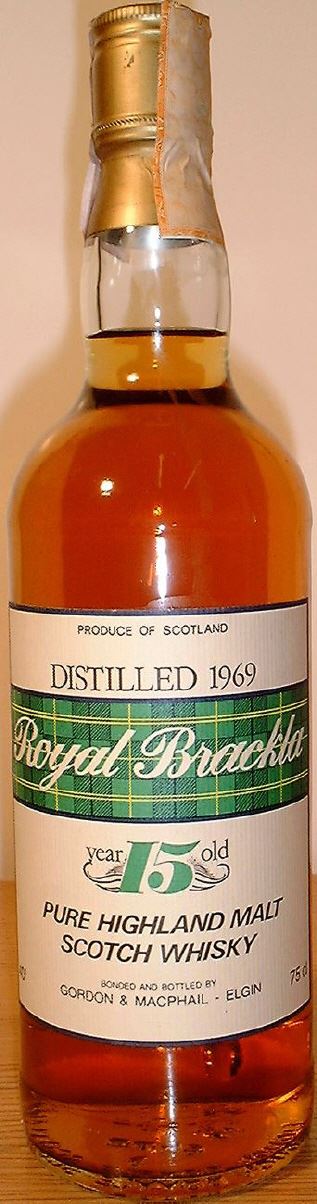 PRODUCE OF SCOTLAND
DISTILLED 1969
Royal Brackla
year 15 old
PURE HIGHLAND MALT
SCOTCH WHISKY
BONDED AND BOTTLED BY
GORDON & MACPHAIL - ELGIN
40° 75 cl